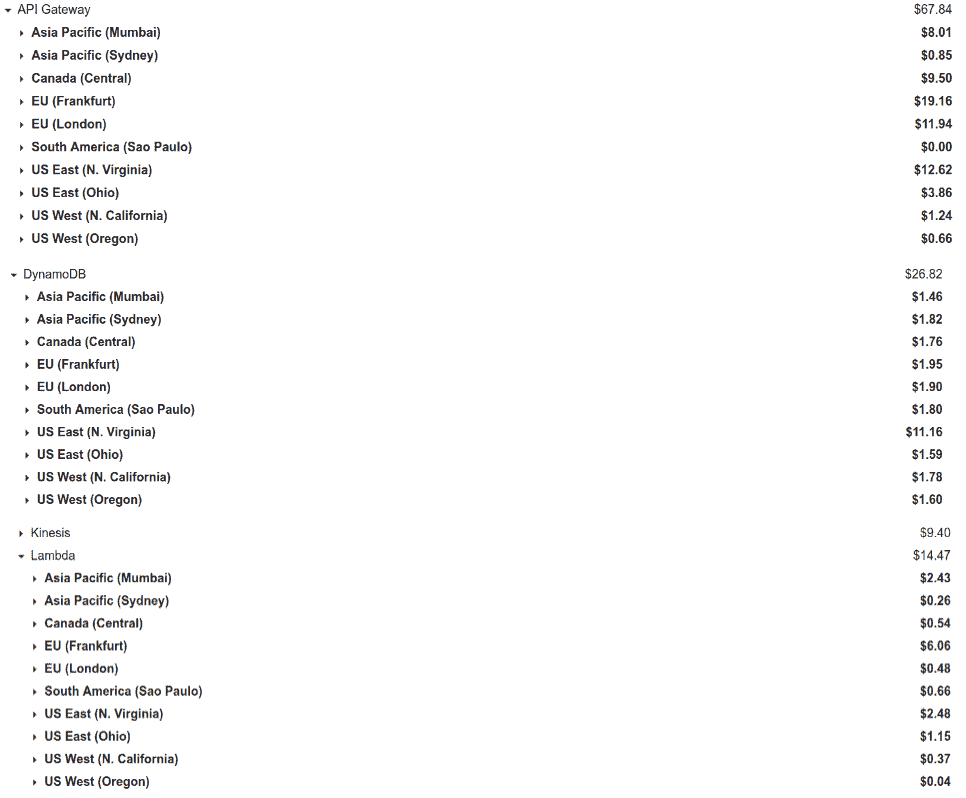 API Gateway $67.84
Asia Pacific (Mumbai) $8.01
Asia Pacific (Sydney) $0.85
Canada (Central) $9.50
EU (Frankfurt) $19.16
EU (London) $11.94
South America (Sao Paulo) $0.00
US East (N. Virginia) $12.62
US East (Ohio) $3.86
US West (N. California) $1.24
US West (Oregon) $0.66
DynamoDB $26.82
Asia Pacific (Mumbai) $1.46
Asia Pacific (Sydney) $1.82
Canada (Central) $1.76
EU (Frankfurt) $1.95
EU (London) $1.90
South America (Sao Paulo) $1.80
US East (N. Virginia) $11.16
US East (Ohio) $1.59
US West (N. California) $1.78
US West (Oregon) $1.60
Kinesis $9.40
Lambda $14.47
Asia Pacific (Mumbai) $2.43
Asia Pacific (Sydney) $0.26
Canada (Central) $0.54
EU (Frankfurt) $6.06
EU (London) $0.48
South America (Sao Paulo) $0.66
US East (N. Virginia) $2.48
US East (Ohio) $1.15
US West (N. California) $0.37
US West (Oregon) $0.04